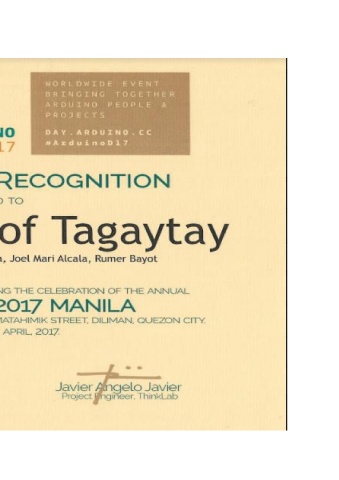 WORLDWIDE EVENT
BRINGING TOGETHER
ARDUINO PEOPLE &
PROJECTS
DAY.ARDUINO.CC
#ArduinoD17
NO
17
RECOGNITION
D TO
of Tagaytay
, Joel Mari Alcala, Rumer Bayot
NG THE CELEBRATION OF THE ANNUAL
2017 MANILA
MATAHIMIK STREET, DILIMAN, QUEZON CITY.
APRIL, 2017.
Javier Angelo Javier
Project Engineer, ThinkLab